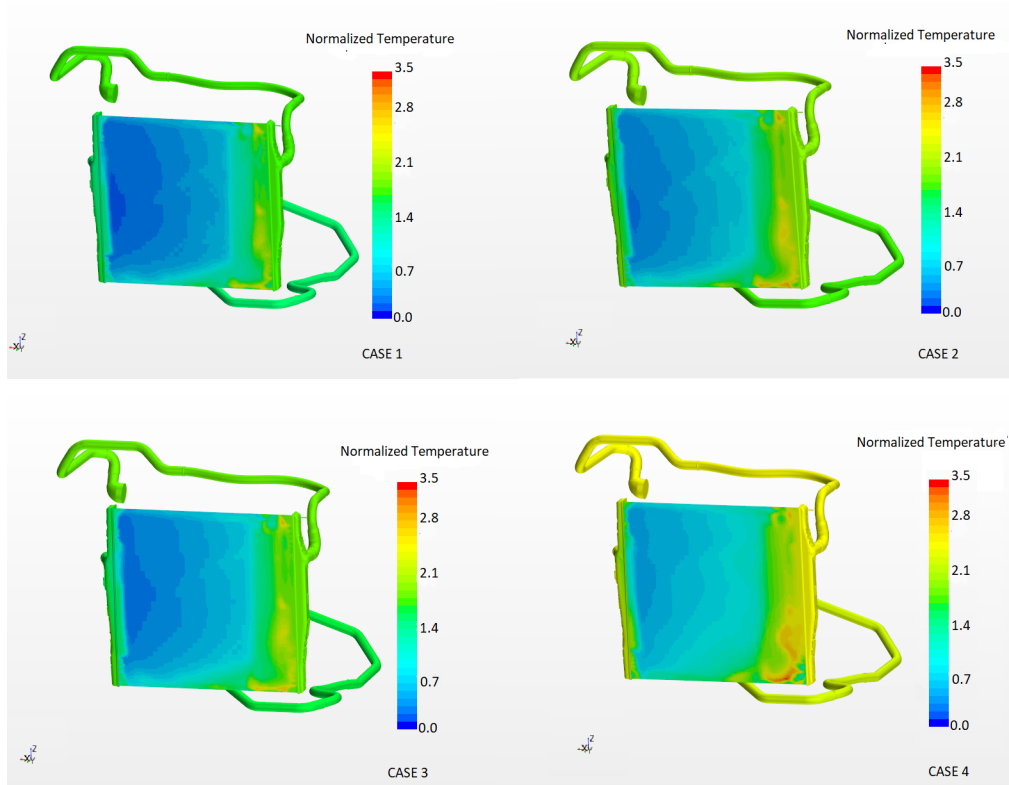 Normalized Temperature
3.5
2.8
2.1
1.4
0.7
0.0
Z
-X
Y
CASE 1
Normalized Temperature
3.5
2.8
2.1
1.4
0.7
0.0
Z
-X
Y
CASE 2
Normalized Temperature
3.5
2.8
2.1
1.4
0.7
0.0
Z
-X
Y
CASE 3
Normalized Temperature
3.5
2.8
2.1
1.4
0.7
0.0
Z
-X
Y
CASE 4